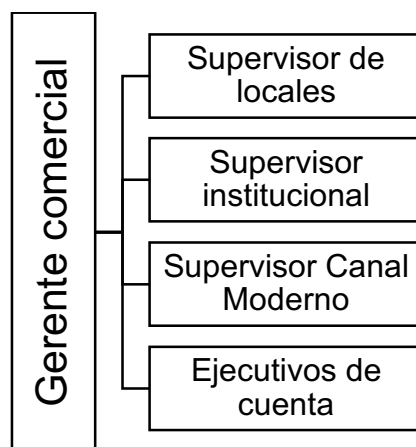 Gerente comercial
Supervisor de
locales
Supervisor
institucional
Supervisor Canal
Moderno
Ejecutivos de
cuenta